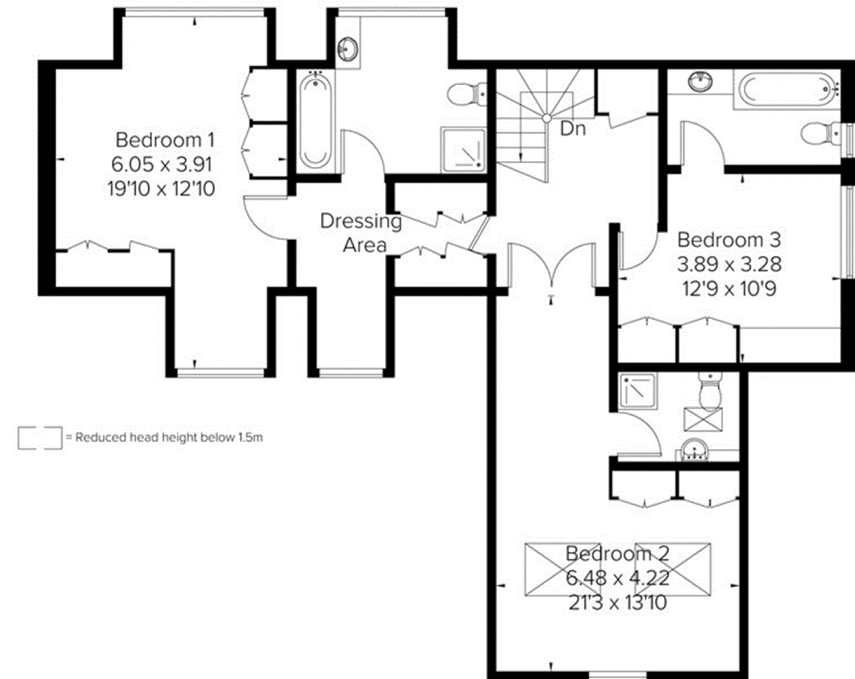 Bedroom 1
6.05 x 3.91
19'10 x 12'10
Dressing
Area
Dn
Bedroom 3
3.89 x 3.28
12'9 x 10'9
= Reduced head height below 1.5m
Bedroom 2
6.48 x 4.22
21'3 x 13'10